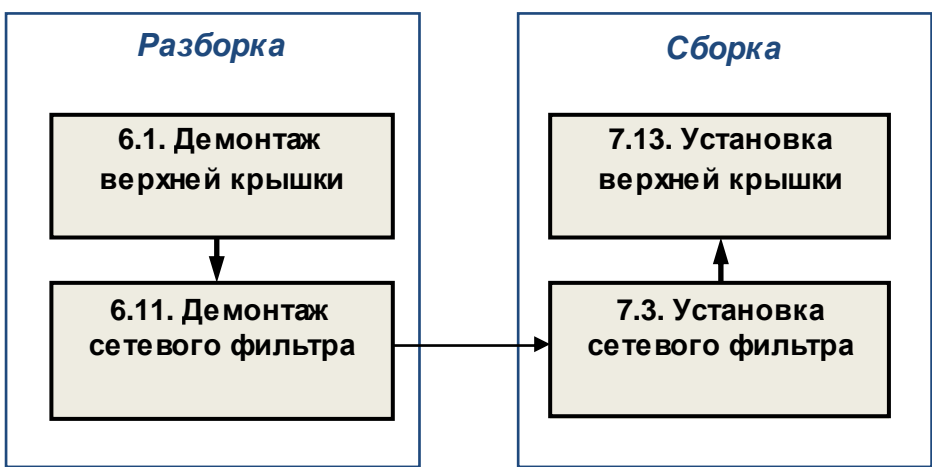 Разборка
6.1. Демонтаж
верхней крышки
6.11. Демонтаж
сетевого фильтра
Сборка
7.13. Установка
верхней крышки
7.3. Установка
сетевого фильтра